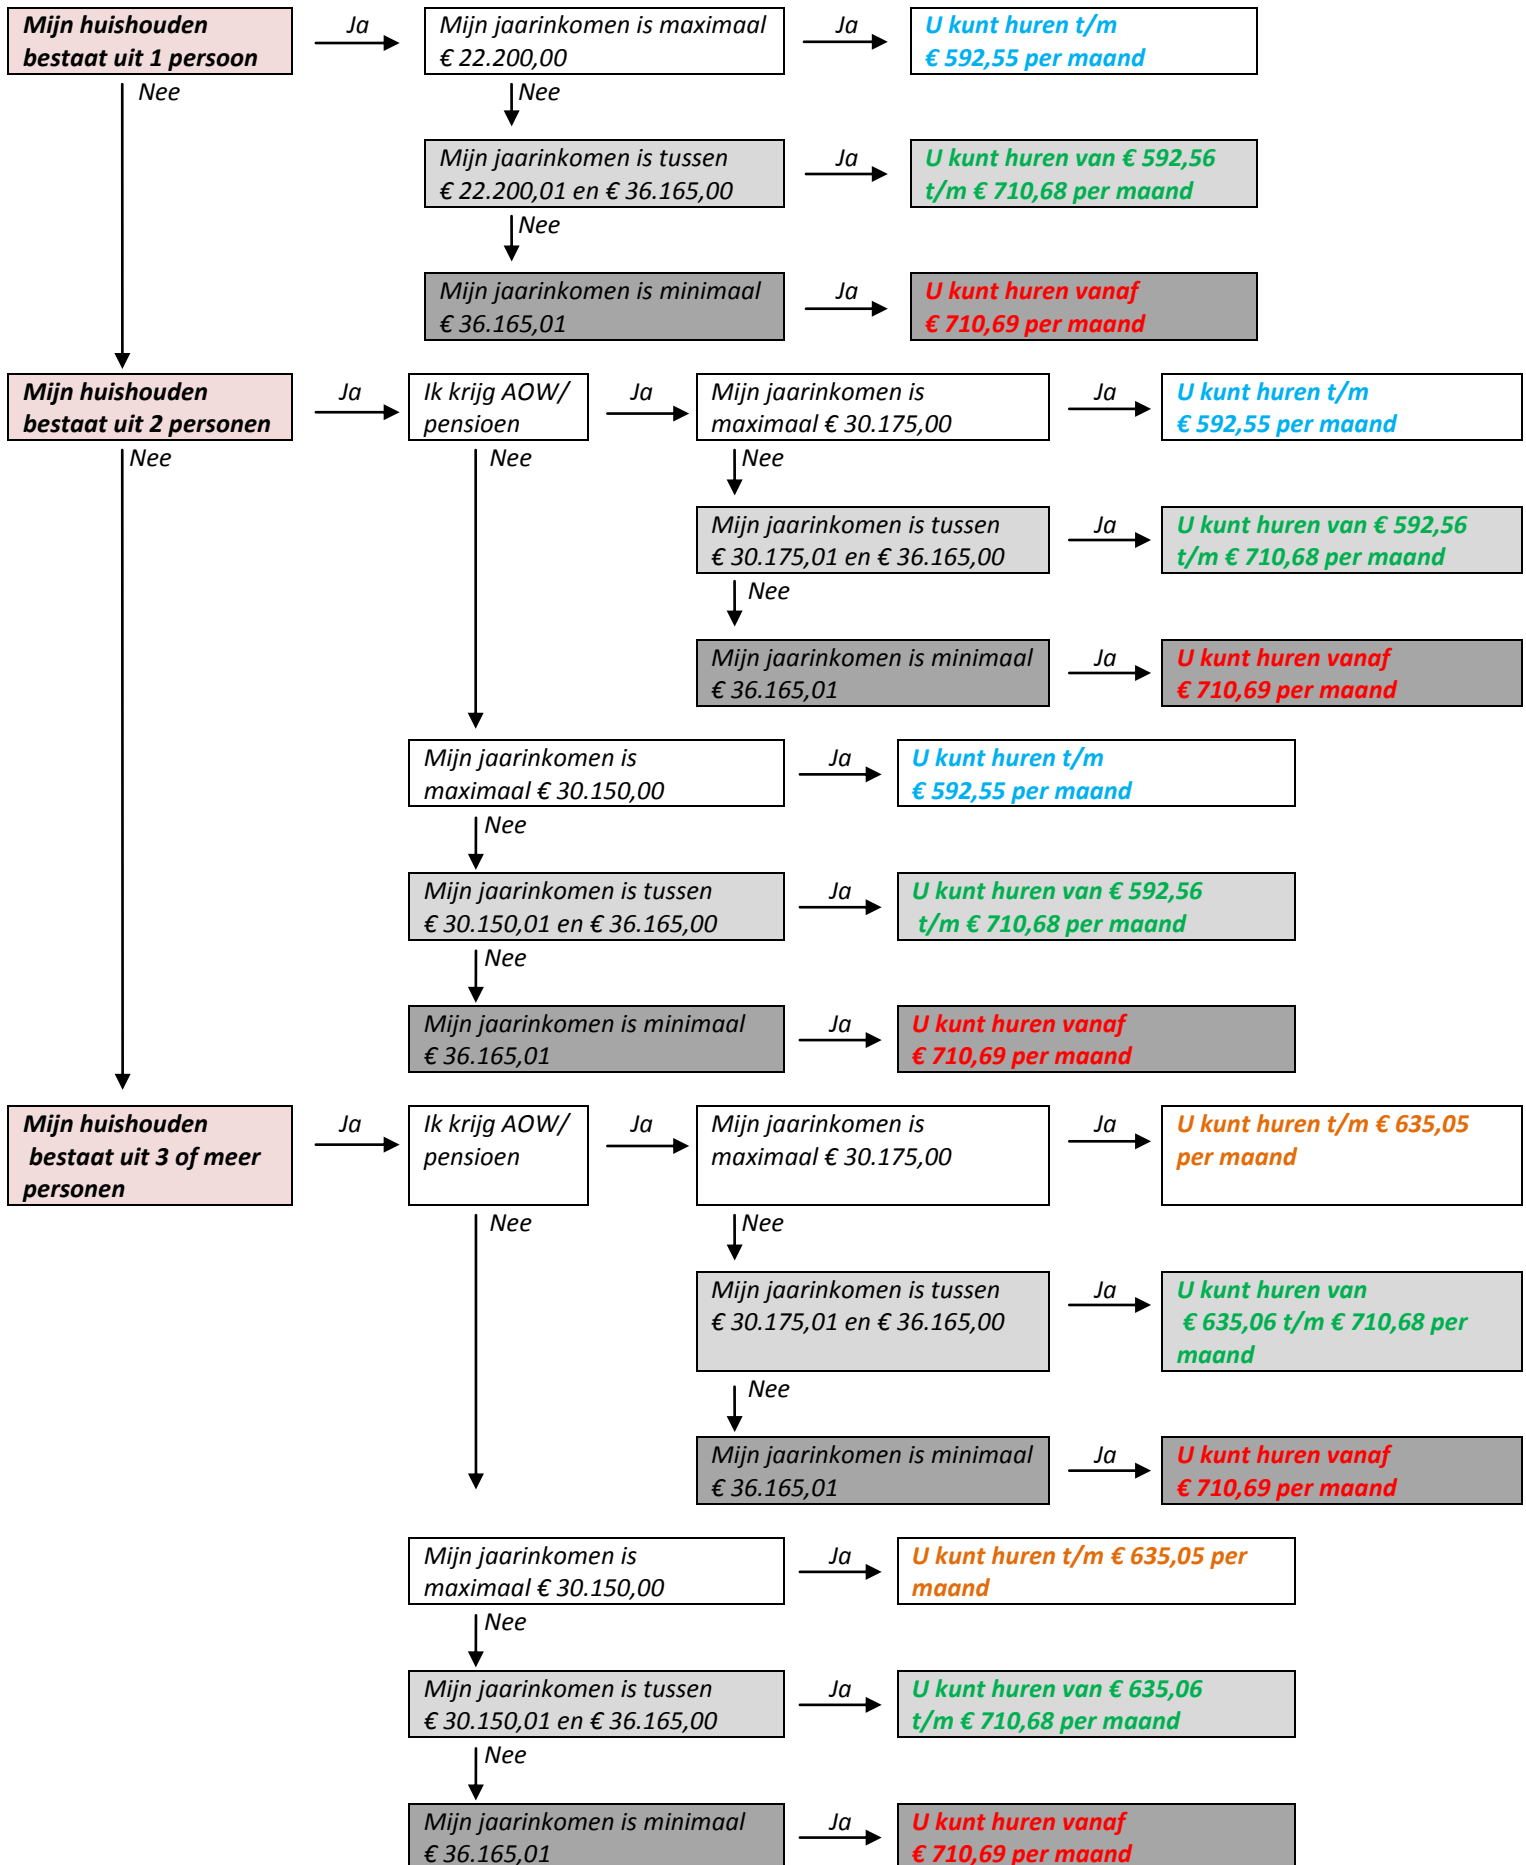 Mijn huishouden
bestaat uit 1 persoon
Ja
Mijn jaarinkomen is maximaal
€ 22.200,00
Ja
U kunt huren t/m
€ 592,55 per maand
Nee
Nee
Mijn jaarinkomen is tussen
€ 22.200,01 en € 36.165,00
Ja
U kunt huren van € 592,56
t/m € 710,68 per maand
Nee
Mijn jaarinkomen is minimaal
€ 36.165,01
Ja
U kunt huren vanaf
€ 710,69 per maand
Mijn huishouden
bestaat uit 2 personen
Ja
Ik krijg AOW/
pensioen
Ja
Mijn jaarinkomen is
maximaal € 30.175,00
Ja
U kunt huren t/m
€ 592,55 per maand
Nee
Nee
Nee
Mijn jaarinkomen is tussen
€ 30.175,01 en € 36.165,00
Ja
U kunt huren van € 592,56
t/m € 710,68 per maand
Nee
Mijn jaarinkomen is minimaal
€ 36.165,01
Ja
U kunt huren vanaf
€ 710,69 per maand
Mijn jaarinkomen is
maximaal € 30.150,00
Ja
U kunt huren t/m
€ 592,55 per maand
Nee
Mijn jaarinkomen is tussen
€ 30.150,01 en € 36.165,00
Ja
U kunt huren van € 592,56
t/m € 710,68 per maand
Nee
Mijn jaarinkomen is minimaal
€ 36.165,01
Ja
U kunt huren vanaf
€ 710,69 per maand
Mijn huishouden
bestaat uit 3 of meer
personen
Ja
Ik krijg AOW/
pensioen
Ja
Mijn jaarinkomen is
maximaal € 30.175,00
Ja
U kunt huren t/m € 635,05
per maand
Nee
Nee
Mijn jaarinkomen is tussen
€ 30.175,01 en € 36.165,00
Ja
U kunt huren van
€ 635,06 t/m € 710,68 per
maand
Nee
Mijn jaarinkomen is minimaal
€ 36.165,01
Ja
U kunt huren vanaf
€ 710,69 per maand
Mijn jaarinkomen is
maximaal € 30.150,00
Ja
U kunt huren t/m € 635,05 per
maand
Nee
Mijn jaarinkomen is tussen
€ 30.150,01 en € 36.165,00
Ja
U kunt huren van € 635,06
t/m € 710,68 per maand
Nee
Mijn jaarinkomen is minimaal
€ 36.165,01
Ja
U kunt huren vanaf
€ 710,69 per maand